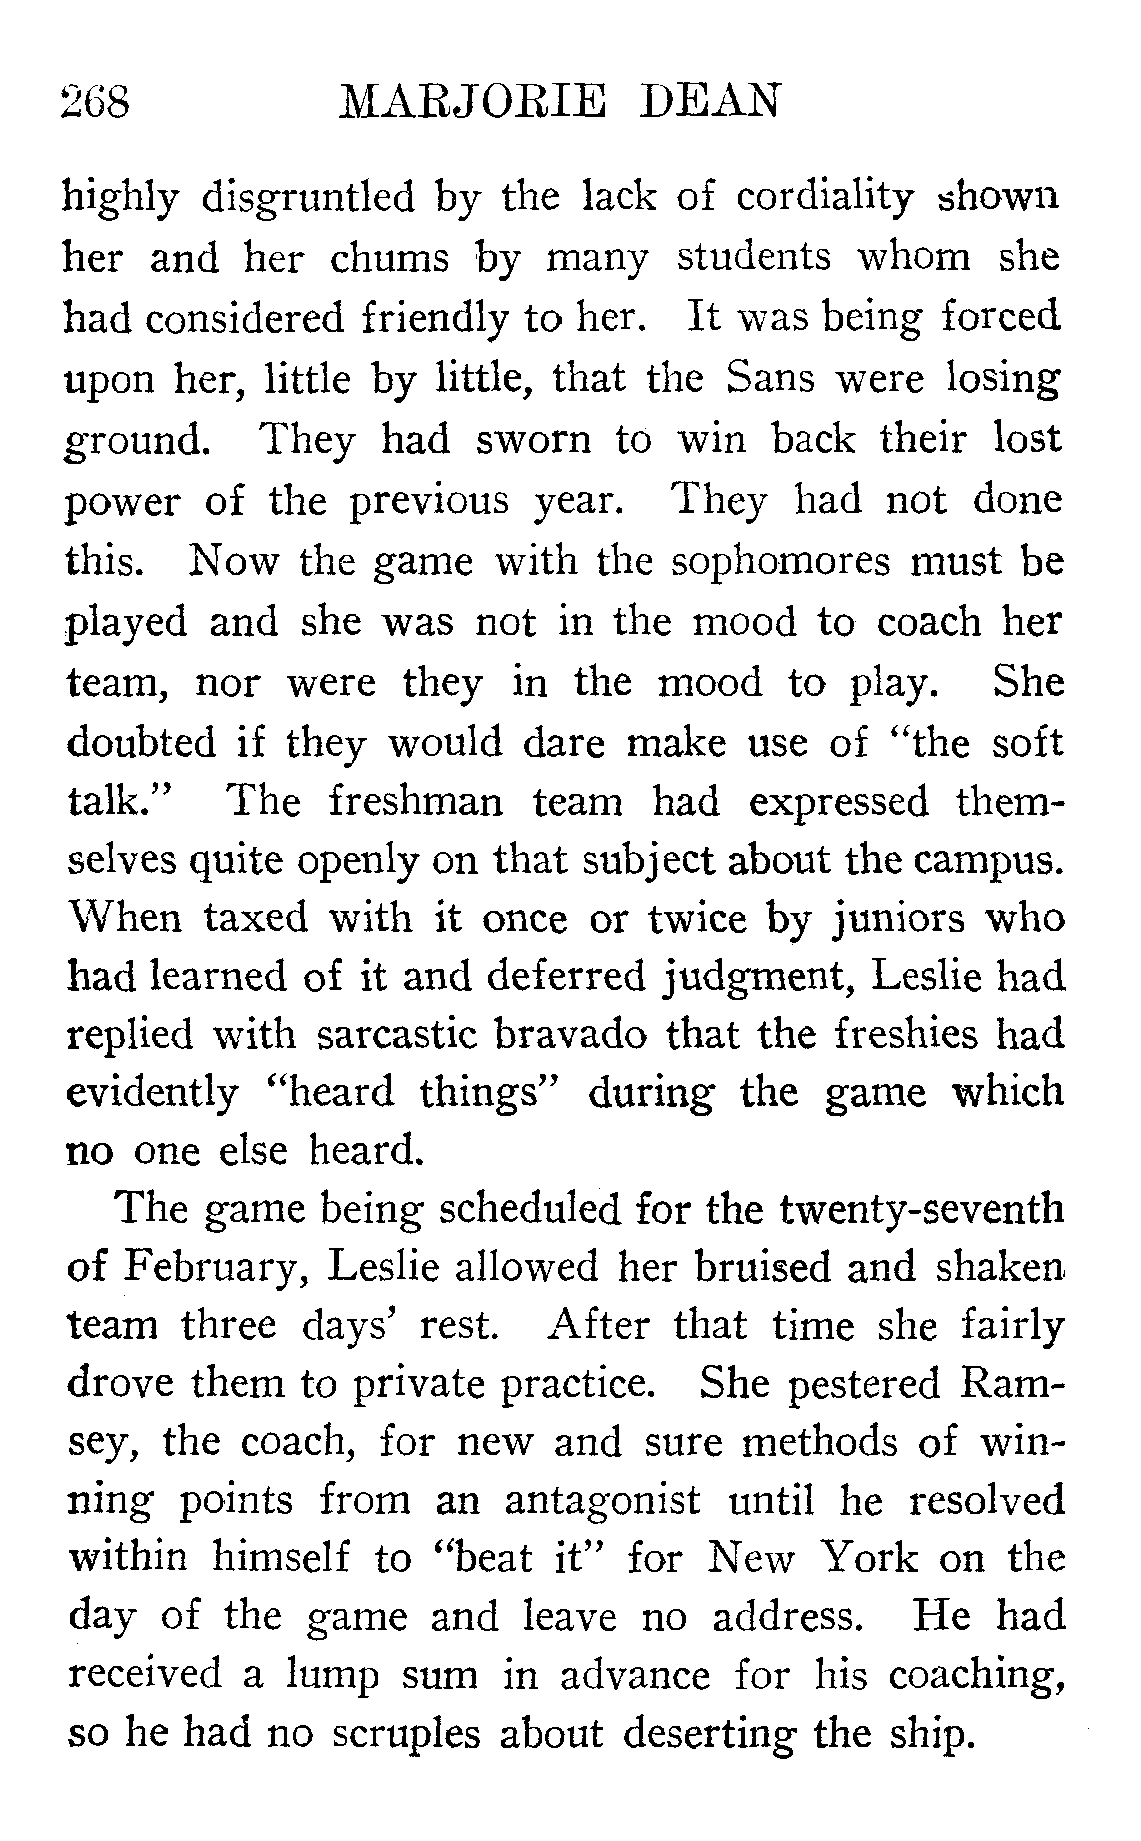 268 MARJORIE DEAN
highly disgruntled by the lack of cordiality shown
her and her chums by many students whom she
had considered friendly to her. It was being forced
upon her, little by little, that the Sans were losing
ground. They had sworn to win back their lost
power of the previous year. They had not done
this. Now the game with the sophomores must be
played and she was not in the mood to coach her
team, nor were they in the mood to play. She
doubted if they would dare make use of “the soft
talk.” The freshman team had expressed them-
selves quite openly on that subject about the campus.
When taxed with it once or twice by juniors who
had learned of it and deferred judgment, Leslie had
replied with sarcastic bravado that the freshies had
evidently “heard things” during the game which
no one else heard.
The game being scheduled for the twenty-seventh
of February, Leslie allowed her bruised and shaken
team three days’ rest. After that time she fairly
drove them to private practice. She pestered Ram-
sey, the coach, for new and sure methods of win-
ning points from an antagonist until he resolved
within himself to “beat it” for New York on the
day of the game and leave no address. He had
received a lump sum in advance for his coaching,
so he had no scruples about deserting the ship.